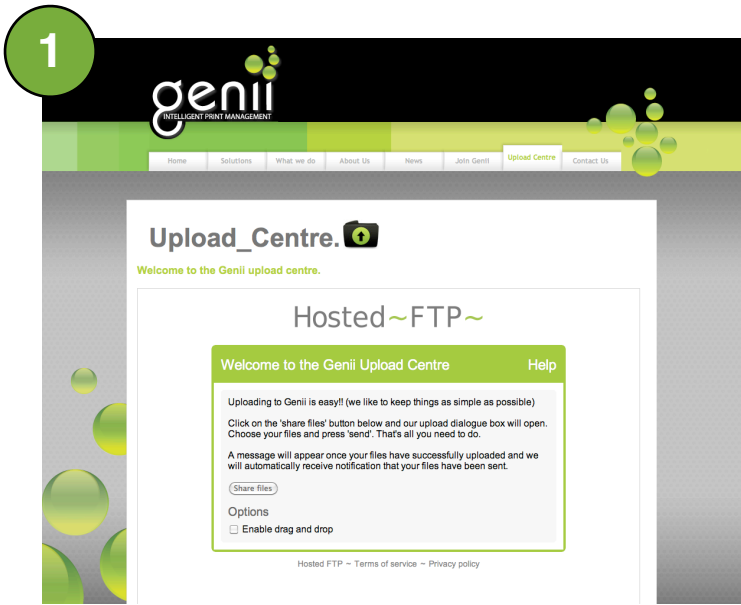 1
genii
INTELLIGENT PRINT MANAGEMENT
Home Solutions What we do About Us News Join Genii Upload Centre Contact Us
Upload_Centre.
Welcome to the Genii upload centre.
Hosted~FTP~
Welcome to the Genii Upload Centre Help
Uploading to Genii is easy!! (we like to keep things as simple as possible)
Click on the 'share files' button below and our upload dialogue box will open.
Choose your files and press 'send'. That's all you need to do.
A message will appear once your files have successfully uploaded and we
will automatically receive notification that your files have been sent.
Share files
Options
Enable drag and drop
Hosted FTP ~ Terms of service ~ Privacy policy